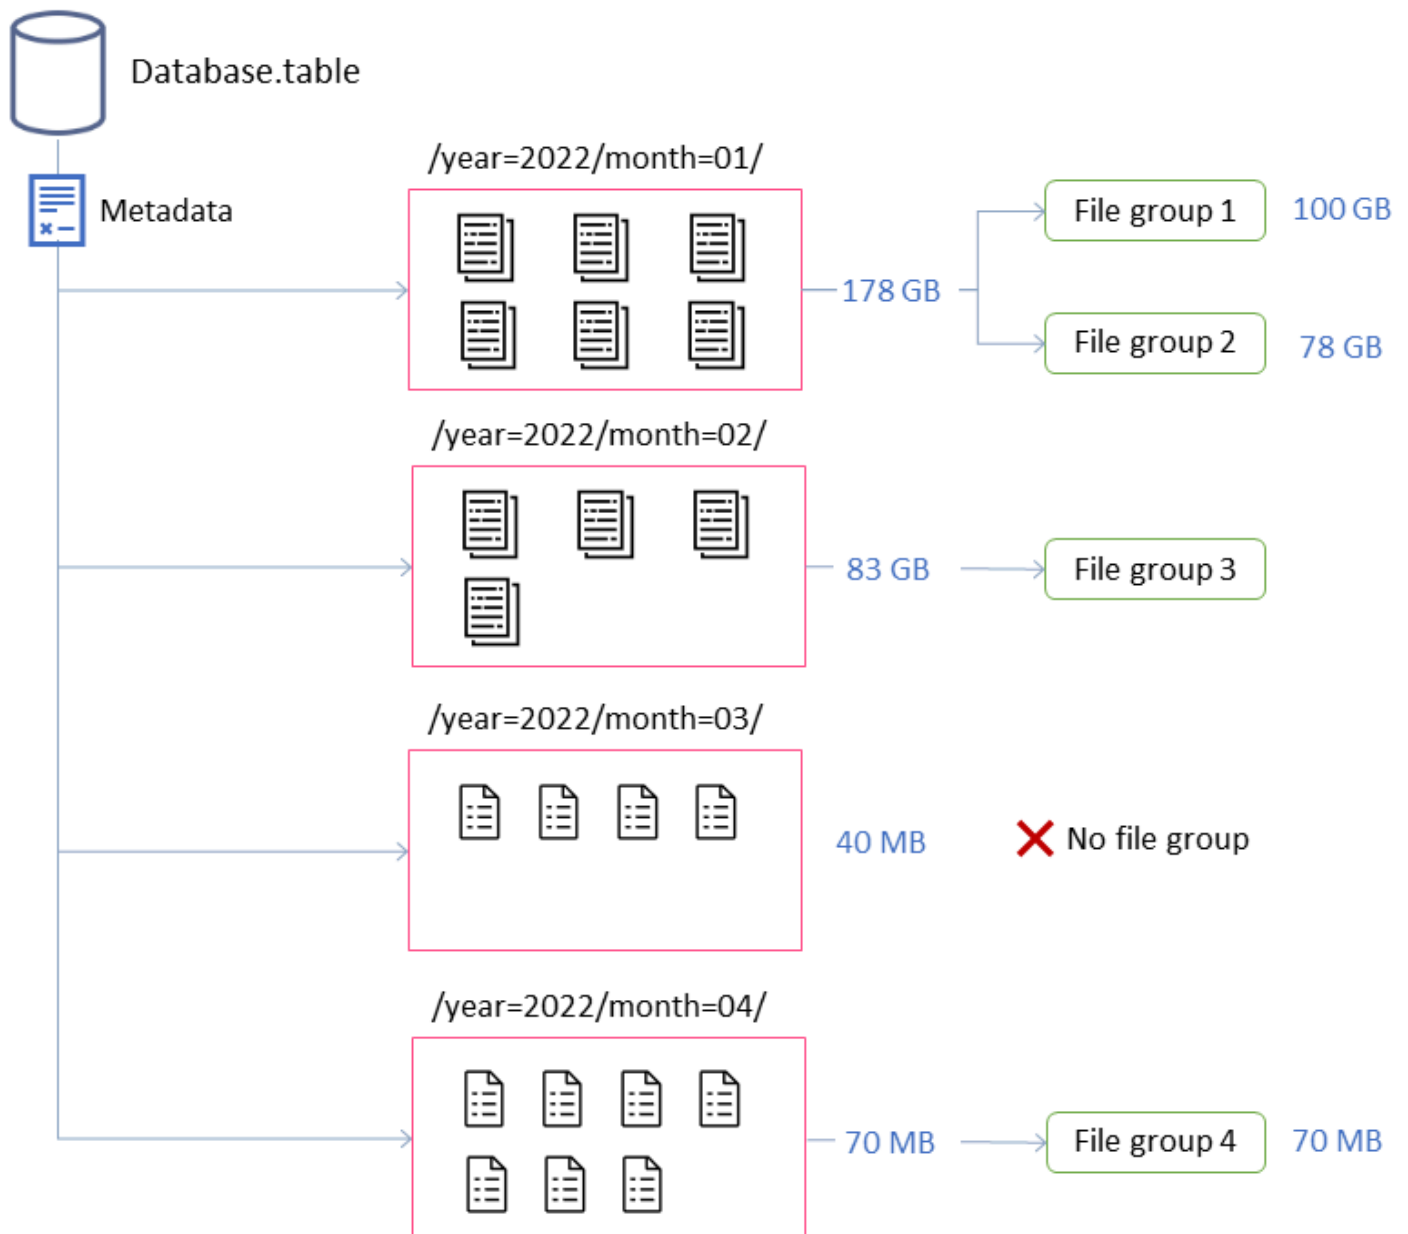 Database.table
Metadata
/year=2022/month=01/
178 GB
File group 1
100 GB
File group 2
78 GB
/year=2022/month=02/
83 GB
File group 3
/year=2022/month=03/
40 MB
No file group
/year=2022/month=04/
70 MB
File group 4
70 MB